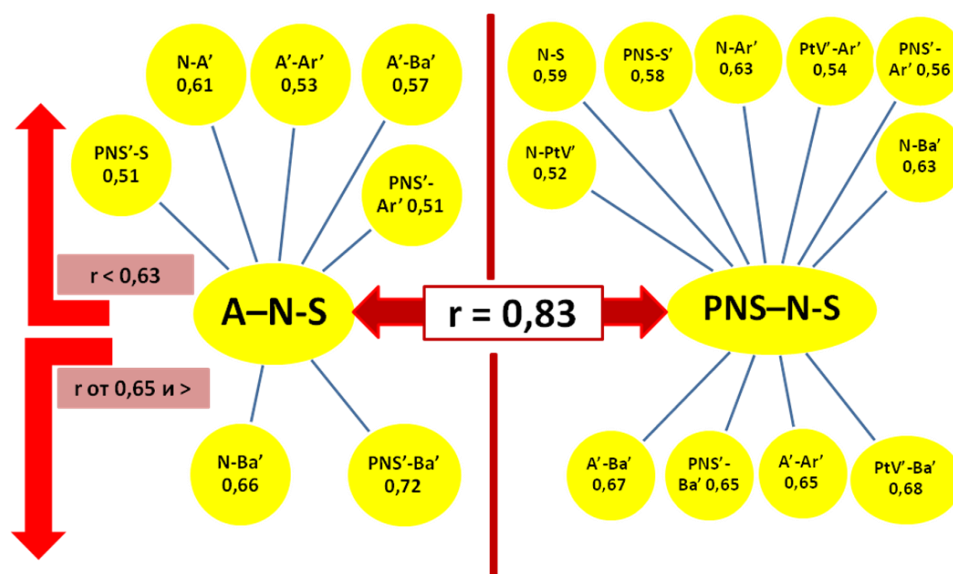 N-A’
0,61
A’-Ar’
0,53
A’-Ba’
0,57
PNS’-S
0,51
PNS’-
Ar’ 0,51
r < 0,63
A–N-S
r от 0,65 и >
N-Ba’
0,66
PNS’-Ba’
0,72
r = 0,83
N-S
0,59
PNS-S’
0,58
N-Ar’
0,63
PtV’-Ar’
0,54
PNS’-
Ar’ 0,56
N-PtV’
0,52
N-Ba’
0,63
PNS–N-S
A’-Ba’
0,67
PNS’-
Ba’ 0,65
A’-Ar’
0,65
PtV’-Ba’
0,68